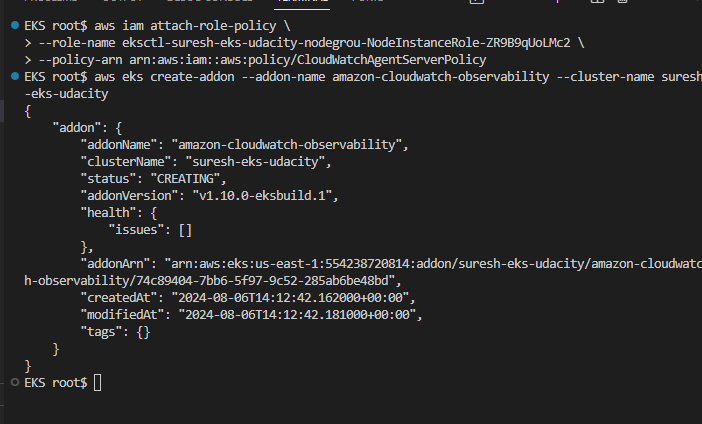 EKS root$ aws iam attach-role-policy \
> --role-name eksctl-suresh-eks-udacity-nodegrou-NodeInstanceRole-ZR9B9qUoLMc2 \
> --policy-arn arn:aws:iam::aws:policy/CloudWatchAgentServerPolicy
EKS root$ aws eks create-addon --addon-name amazon-cloudwatch-observability --cluster-name suresh
-eks-udacity
{
    "addon": {
        "addonName": "amazon-cloudwatch-observability",
        "clusterName": "suresh-eks-udacity",
        "status": "CREATING",
        "addonVersion": "v1.10.0-eksbuild.1",
        "health": {
            "issues": []
        },
        "addonArn": "arn:aws:eks:us-east-1:554238720814:addon/suresh-eks-udacity/amazon-cloudwatc
h-observability/74c89404-7bb6-5f97-9c52-285ab6be48bd",
        "createdAt": "2024-08-06T14:12:42.162000+00:00",
        "modifiedAt": "2024-08-06T14:12:42.181000+00:00",
        "tags": {}
    }
}
EKS root$